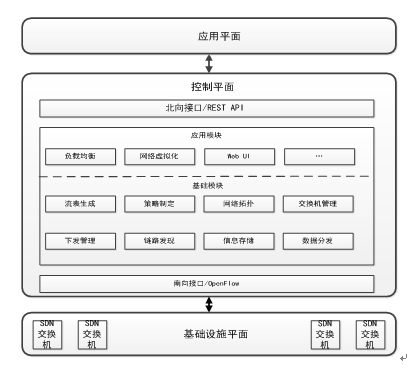 应用平面
控制平面
北向接口/REST API
应用模块
负载均衡 网络虚拟化 Web UI …
基础模块
流表生成 策略制定 网络拓扑 交换机管理
下发管理 链路发现 信息存储 数据分发
南向接口/OpenFlow
SDN
交换
机
SDN
交换
机
基础设施平面
SDN
交换
机
SDN
交换
机